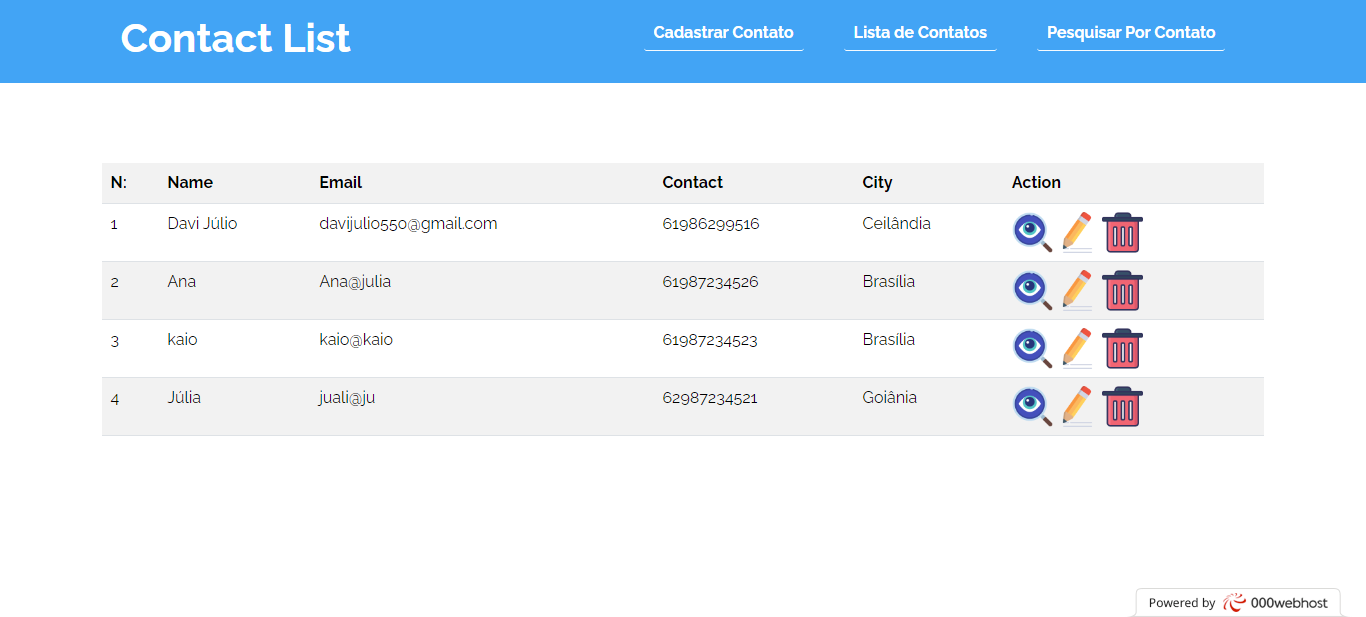 Contact List Cadastrar Contato Lista de Contatos Pesquisar Por Contato
N: Name Email Contact City Action
1 Davi Júlio davijulio550@gmail.com 61986299516 Ceilândia
2 Ana Ana@julia 61987234526 Brasília
3 kaio kaio@kaio 61987234523 Brasília
4 Júlia juali@ju 62987234521 Goiânia
Powered by 000webhost